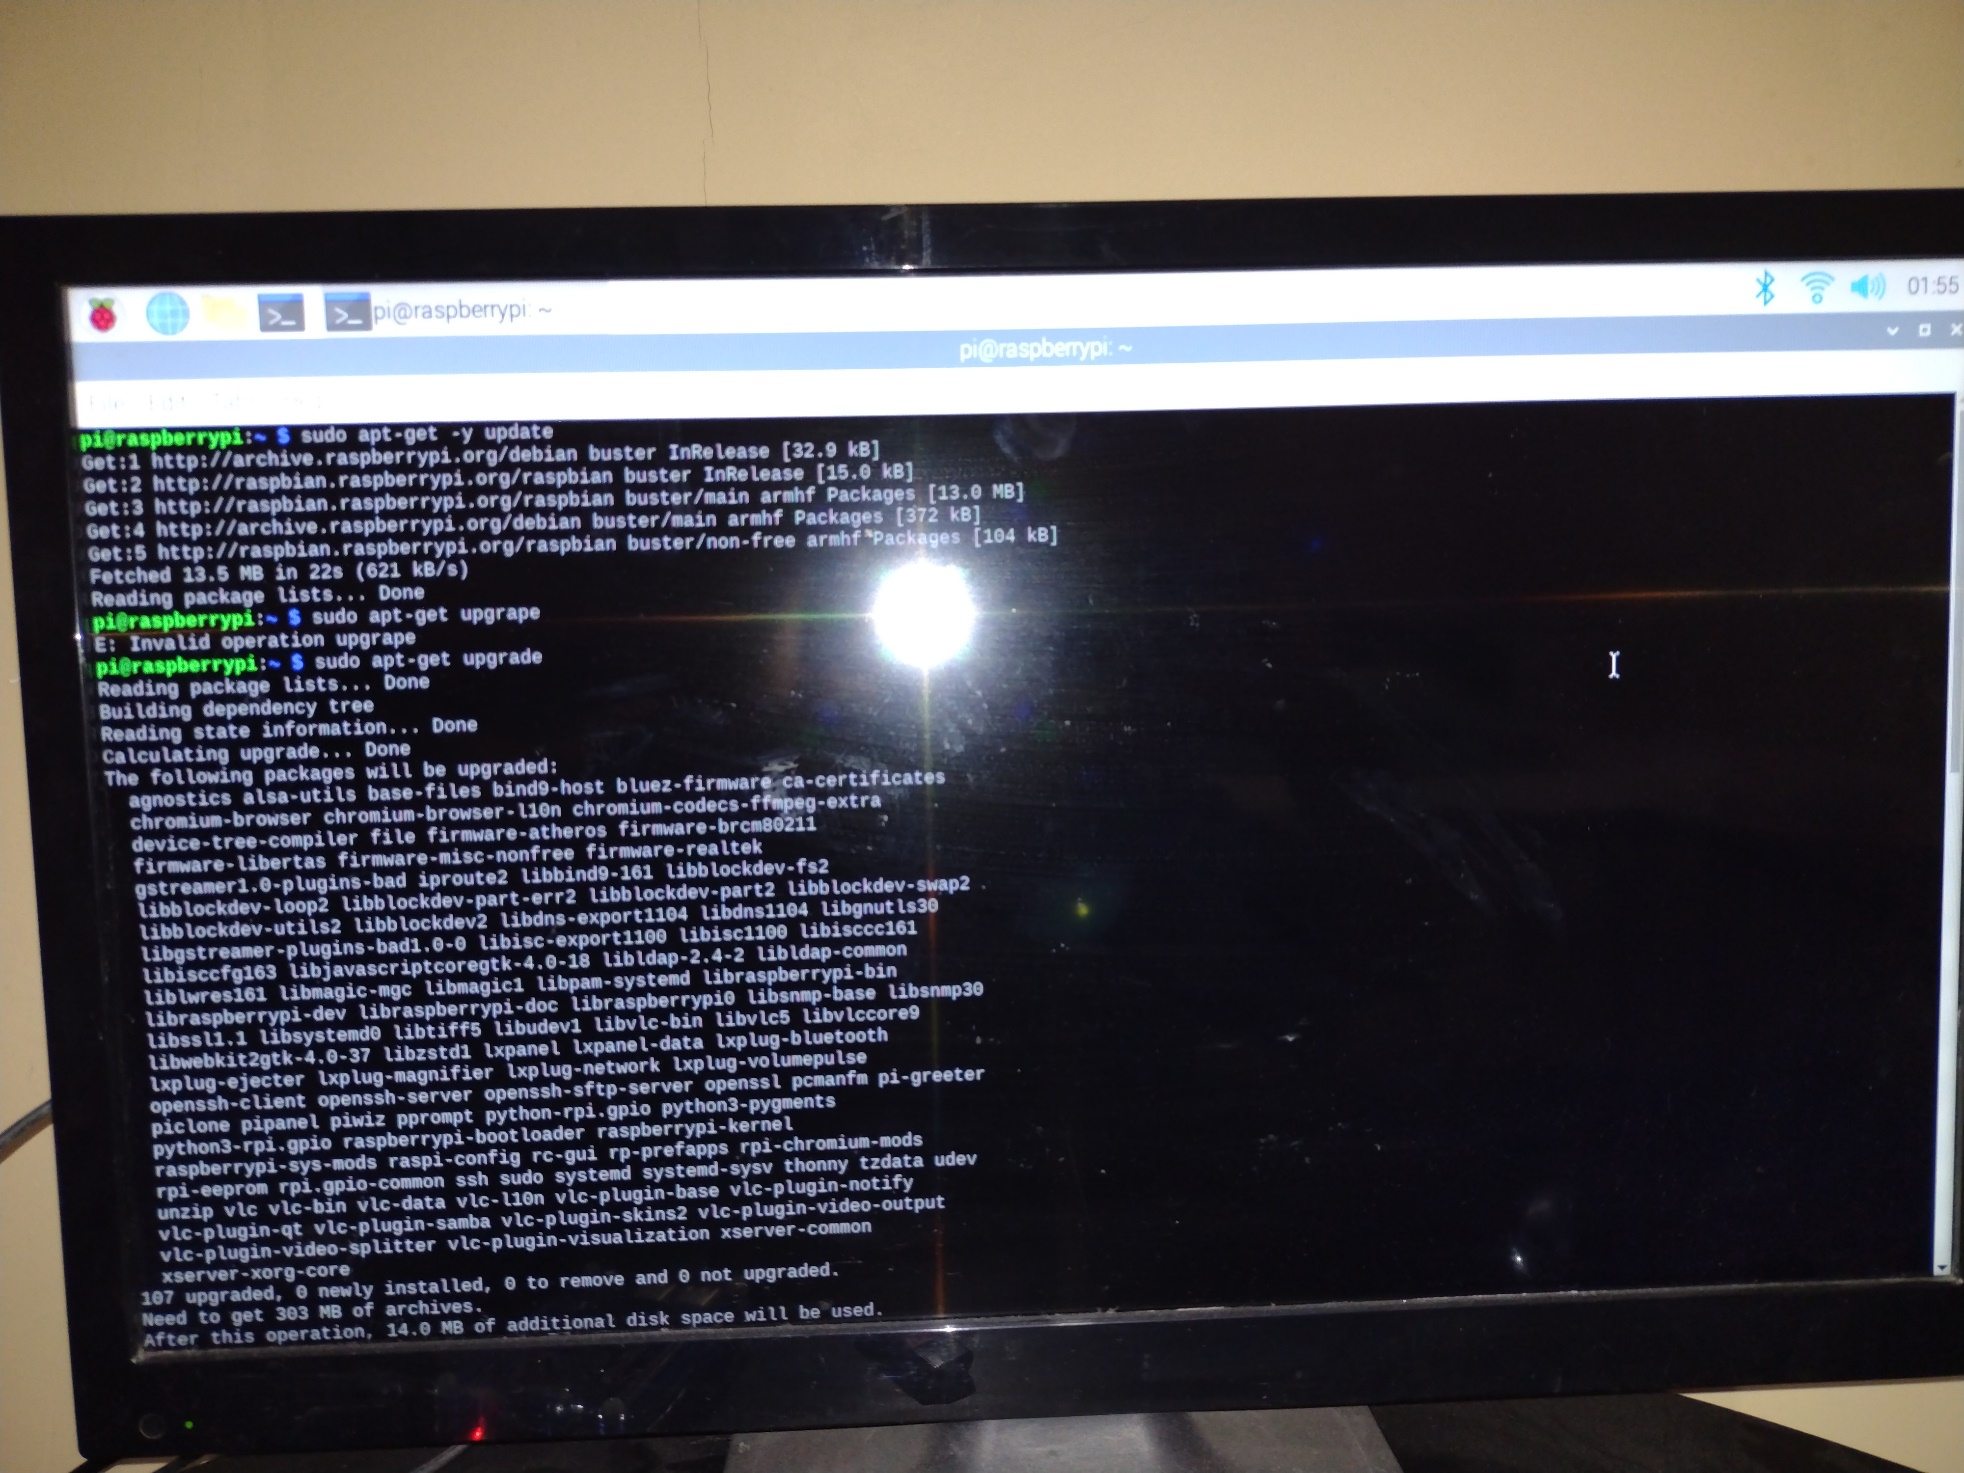 pi@raspberrypi: ~
01:55
pi@raspberrypi: ~
File Edit Tabs Help
pi@raspberrypi:~ $ sudo apt-get -y update
Get:1 http://archive.raspberrypi.org/debian buster InRelease [32.9 kB]
Get:2 http://raspbian.raspberrypi.org/raspbian buster InRelease [15.0 kB]
Get:3 http://raspbian.raspberrypi.org/raspbian buster/main armhf Packages [13.0 MB]
Get:4 http://archive.raspberrypi.org/debian buster/main armhf Packages [372 kB]
Get:5 http://raspbian.raspberrypi.org/raspbian buster/non-free armhf Packages [104 kB]
Fetched 13.5 MB in 22s (621 kB/s)
Reading package lists... Done
pi@raspberrypi:~ $ sudo apt-get upgrape
E: Invalid operation upgrape
pi@raspberrypi:~ $ sudo apt-get upgrade
Reading package lists... Done
Building dependency tree
Reading state information... Done
Calculating upgrade... Done
The following packages will be upgraded:
agnostics alsa-utils base-files bind9-host bluez-firmware ca-certificates
chromium-browser chromium-browser-l10n chromium-codecs-ffmpeg-extra
device-tree-compiler file firmware-atheros firmware-brcm80211
firmware-libertas firmware-misc-nonfree firmware-realtek
gstreamer1.0-plugins-bad iproute2 libbind9-161 libblockdev-fs2
libblockdev-loop2 libblockdev-part-err2 libblockdev-part2 libblockdev-swap2
libblockdev-utils2 libblockdev2 libdns-export1104 libdns1104 libgnutls30
libgstreamer-plugins-bad1.0-0 libisc-export1100 libisc1100 libisccc161
libisccfg163 libjavascriptcoregtk-4.0-18 libldap-2.4-2 libldap-common
liblwres161 libmagic-mgc libmagic1 libpam-systemd libraspberrypi-bin
libraspberrypi-dev libraspberrypi-doc libraspberrypi0 libsnmp-base libsnmp30
libssl1.1 libsystemd0 libtiff5 libudev1 libvlc-bin libvlc5 libvlccore9
libwebkit2gtk-4.0-37 libzstd1 lxpanel lxpanel-data lxplug-bluetooth
lxplug-ejecter lxplug-magnifier lxplug-network lxplug-volumepulse
openssh-client openssh-server openssh-sftp-server openssl pcmanfm pi-greeter
piclone pipanel piwiz pprompt python-rpi.gpio python3-pygments
python3-rpi.gpio raspberrypi-bootloader raspberrypi-kernel
raspberrypi-sys-mods raspi-config rc-gui rp-prefapps rpi-chromium-mods
rpi-eeprom rpi.gpio-common ssh sudo systemd systemd-sysv thonny tzdata udev
unzip vlc vlc-bin vlc-data vlc-l10n vlc-plugin-base vlc-plugin-notify
vlc-plugin-qt vlc-plugin-samba vlc-plugin-skins2 vlc-plugin-video-output
vlc-plugin-video-splitter vlc-plugin-visualization xserver-common
xserver-xorg-core
107 upgraded, 0 newly installed, 0 to remove and 0 not upgraded.
Need to get 303 MB of archives.
After this operation, 14.0 MB of additional disk space will be used.